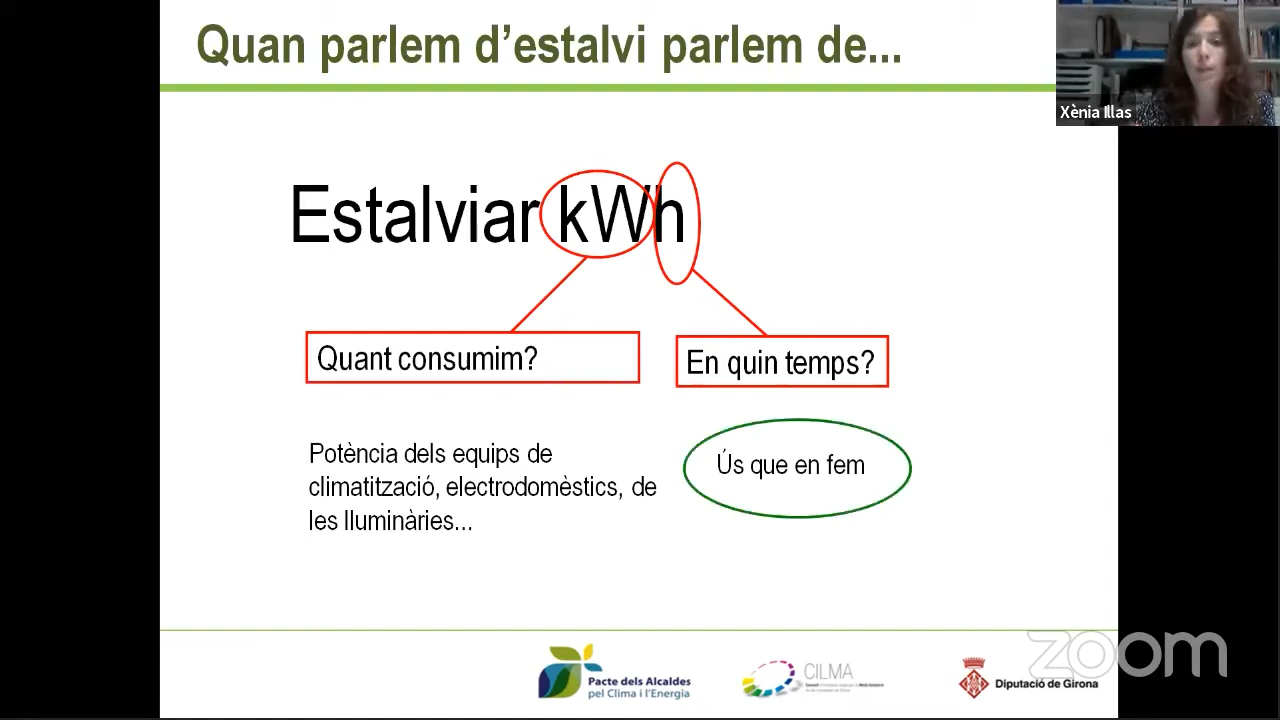 Quan parlem d’estalvi parlem de...
Xènia Illas
Estalviar kWh
Quant consumim?
En quin temps?
Potència dels equips de
climatització, electrodomèstics, de
les lluminàries...
Ús que en fem
Pacte dels Alcaldes
pel Clima i l'Energia
CILMA
Diputació de Girona
zoom